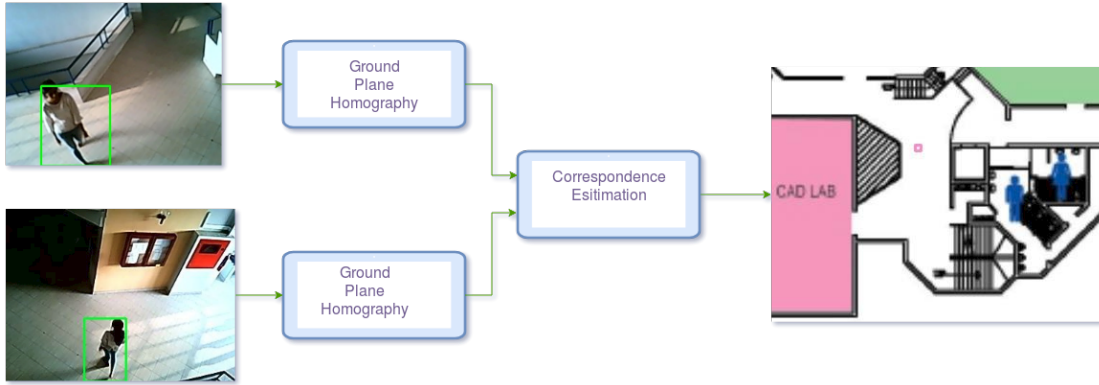 Ground
Plane
Homography
Correspondence
Esitimation
Ground
Plane
Homography
CAD LAB